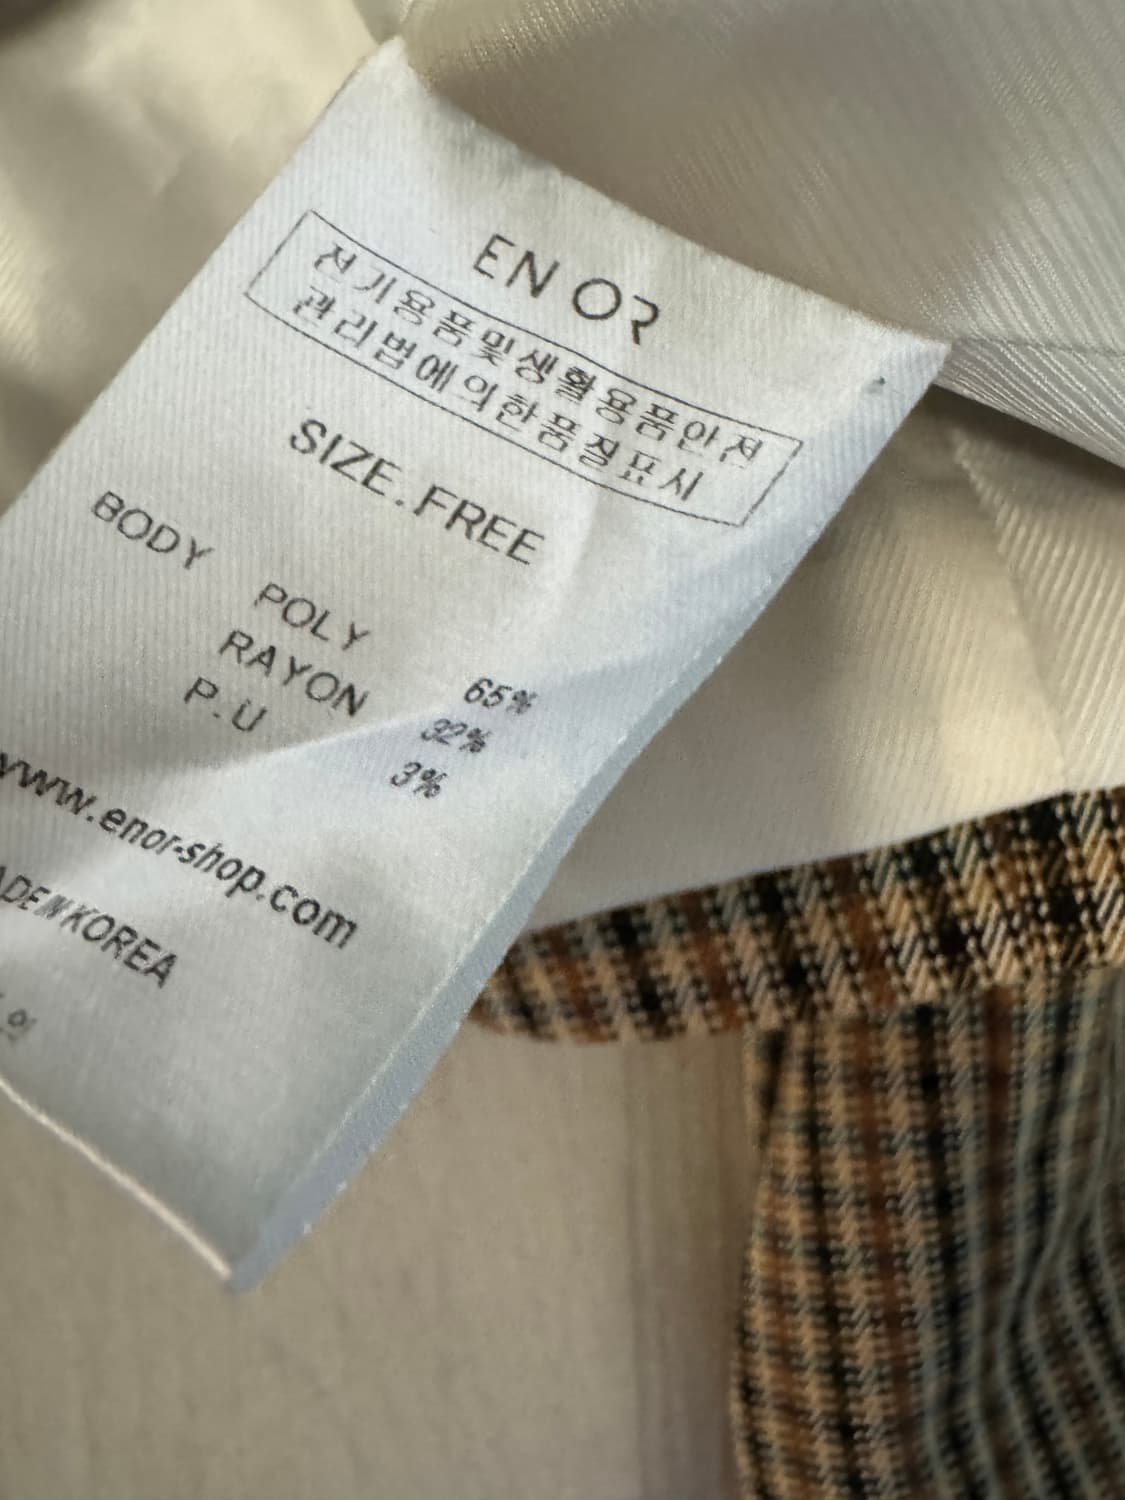 EN OR
전기용품및생활용품안전
관리법에의한품질표시
SIZE.FREE
BODY POLY 65%
RAYON 32%
P.U 3%
www.enor-shop.com
MADE IN KOREA